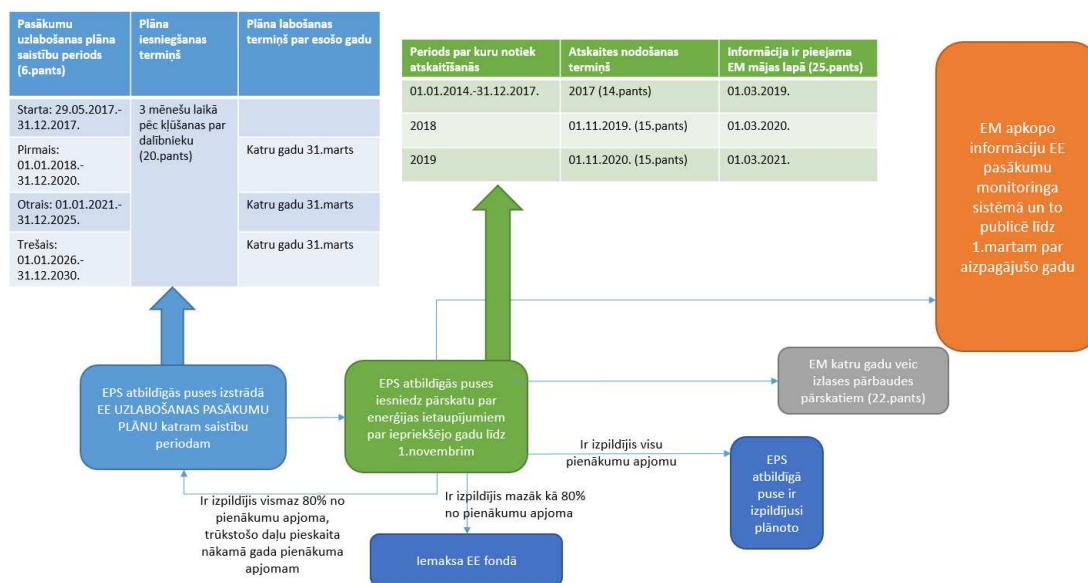 Pasākumu
uzlabošanas plāna
saistību periods
(6.pants)
Plāna
iesniegšanas
termiņš
Plāna labošanas
termiņš par esošo gadu
Starta: 29.05.2017.-
31.12.2017.
3 mēnešu laikā
pēc kļūšanas par
dalībnieku
(20.pants)
Pirmais:
01.01.2018.-
31.12.2020.
Katru gadu 31.marts
Otrais: 01.01.2021.-
31.12.2025.
Katru gadu 31.marts
Trešais:
01.01.2026.-
31.12.2030.
Katru gadu 31.marts
Periods par kuru notiek
atskaitīšanās
Atskaites nodošanas
termiņš
Informācija ir pieejama
EM mājas lapā (25.pants)
01.01.2014.-31.12.2017.
2017 (14.pants)
01.03.2019.
2018
01.11.2019. (15.pants)
01.03.2020.
2019
01.11.2020. (15.pants)
01.03.2021.
EM apkopo
informāciju EE
pasākumu
monitoringa
sistēmā un to
publicē līdz
1.martam par
aizpagājušo gadu
EPS atbildīgās puses izstrādā
EE UZLABOŠANAS PASĀKUMU
PLĀNU katram saistību
periodam
EPS atbildīgās puses
iesniedz pārskatu par
enerģijas ietaupījumiem
par iepriekšējo gadu līdz
1.novembrim
EM katru gadu veic
izlases pārbaudes
pārskatiem (22.pants)
Ir izpildījis visu
pienākumu apjomu
EPS
atbildīgā
puse ir
izpildījusi
plānoto
Ir izpildījis vismaz 80% no
pienākumu apjoma,
trūkstošo daļu pieskaita
nākamā gada pienākuma
apjomam
Ir izpildījis mazāk kā 80%
no pienākumu apjoma
Iemaksa EE fondā